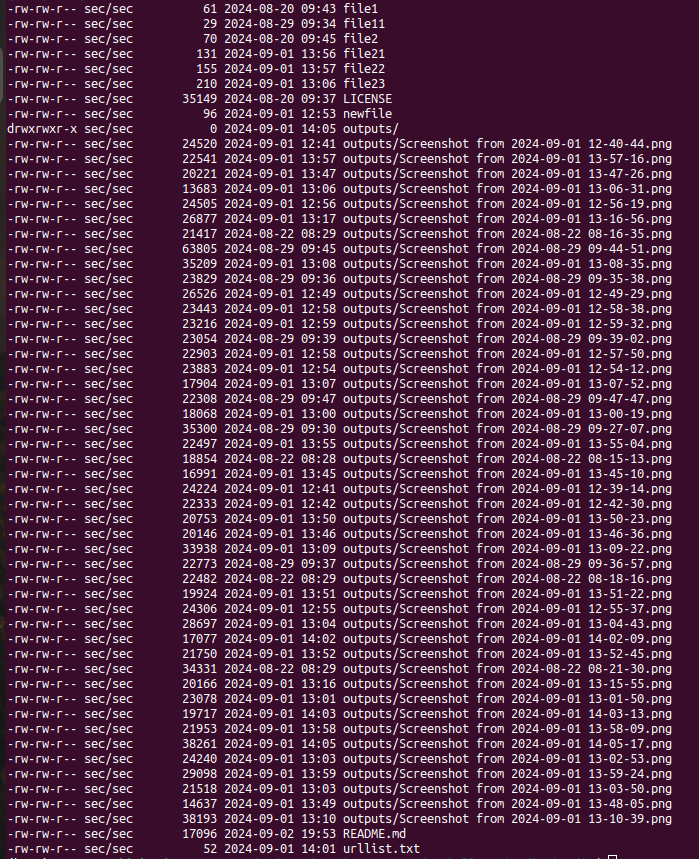 -rw-rw-r-- sec/sec 61 2024-08-20 09:43 file1
-rw-rw-r-- sec/sec 29 2024-08-29 09:34 file11
-rw-rw-r-- sec/sec 70 2024-08-20 09:45 file2
-rw-rw-r-- sec/sec 131 2024-09-01 13:56 file21
-rw-rw-r-- sec/sec 155 2024-09-01 13:57 file22
-rw-rw-r-- sec/sec 210 2024-09-01 13:06 file23
-rw-rw-r-- sec/sec 35149 2024-08-20 09:37 LICENSE
-rw-rw-r-- sec/sec 96 2024-09-01 12:53 newfile
drwxrwxr-x sec/sec 0 2024-09-01 14:05 outputs/
-rw-rw-r-- sec/sec 24520 2024-09-01 12:41 outputs/Screenshot from 2024-09-01 12-40-44.png
-rw-rw-r-- sec/sec 22541 2024-09-01 13:57 outputs/Screenshot from 2024-09-01 13-57-16.png
-rw-rw-r-- sec/sec 20221 2024-09-01 13:47 outputs/Screenshot from 2024-09-01 13-47-26.png
-rw-rw-r-- sec/sec 13683 2024-09-01 13:06 outputs/Screenshot from 2024-09-01 13-06-31.png
-rw-rw-r-- sec/sec 24505 2024-09-01 12:56 outputs/Screenshot from 2024-09-01 12-56-19.png
-rw-rw-r-- sec/sec 26877 2024-09-01 13:17 outputs/Screenshot from 2024-09-01 13-16-56.png
-rw-rw-r-- sec/sec 21417 2024-08-22 08:29 outputs/Screenshot from 2024-08-22 08-16-35.png
-rw-rw-r-- sec/sec 63805 2024-08-29 09:45 outputs/Screenshot from 2024-08-29 09-44-51.png
-rw-rw-r-- sec/sec 35209 2024-09-01 13:08 outputs/Screenshot from 2024-09-01 13-08-35.png
-rw-rw-r-- sec/sec 23829 2024-08-29 09:36 outputs/Screenshot from 2024-08-29 09-35-38.png
-rw-rw-r-- sec/sec 26526 2024-09-01 12:49 outputs/Screenshot from 2024-09-01 12-49-29.png
-rw-rw-r-- sec/sec 23443 2024-09-01 12:58 outputs/Screenshot from 2024-09-01 12-58-38.png
-rw-rw-r-- sec/sec 23216 2024-09-01 12:59 outputs/Screenshot from 2024-09-01 12-59-32.png
-rw-rw-r-- sec/sec 23054 2024-08-29 09:39 outputs/Screenshot from 2024-08-29 09-39-02.png
-rw-rw-r-- sec/sec 22903 2024-09-01 12:58 outputs/Screenshot from 2024-09-01 12-57-50.png
-rw-rw-r-- sec/sec 23883 2024-09-01 12:54 outputs/Screenshot from 2024-09-01 12-54-12.png
-rw-rw-r-- sec/sec 17904 2024-09-01 13:07 outputs/Screenshot from 2024-09-01 13-07-52.png
-rw-rw-r-- sec/sec 22308 2024-08-29 09:47 outputs/Screenshot from 2024-08-29 09-47-47.png
-rw-rw-r-- sec/sec 18068 2024-09-01 13:00 outputs/Screenshot from 2024-09-01 13-00-19.png
-rw-rw-r-- sec/sec 35300 2024-08-29 09:30 outputs/Screenshot from 2024-08-29 09-27-07.png
-rw-rw-r-- sec/sec 22497 2024-09-01 13:55 outputs/Screenshot from 2024-09-01 13-55-04.png
-rw-rw-r-- sec/sec 18854 2024-08-22 08:28 outputs/Screenshot from 2024-08-22 08-15-13.png
-rw-rw-r-- sec/sec 16991 2024-09-01 13:45 outputs/Screenshot from 2024-09-01 13-45-10.png
-rw-rw-r-- sec/sec 24224 2024-09-01 12:41 outputs/Screenshot from 2024-09-01 12-39-14.png
-rw-rw-r-- sec/sec 22333 2024-09-01 12:42 outputs/Screenshot from 2024-09-01 12-42-30.png
-rw-rw-r-- sec/sec 20753 2024-09-01 13:50 outputs/Screenshot from 2024-09-01 13-50-23.png
-rw-rw-r-- sec/sec 20146 2024-09-01 13:46 outputs/Screenshot from 2024-09-01 13-46-36.png
-rw-rw-r-- sec/sec 33938 2024-09-01 13:09 outputs/Screenshot from 2024-09-01 13-09-22.png
-rw-rw-r-- sec/sec 22773 2024-08-29 09:37 outputs/Screenshot from 2024-08-29 09-36-57.png
-rw-rw-r-- sec/sec 22482 2024-08-22 08:29 outputs/Screenshot from 2024-08-22 08-18-16.png
-rw-rw-r-- sec/sec 19924 2024-09-01 13:51 outputs/Screenshot from 2024-09-01 13-51-22.png
-rw-rw-r-- sec/sec 24306 2024-09-01 12:55 outputs/Screenshot from 2024-09-01 12-55-37.png
-rw-rw-r-- sec/sec 28697 2024-09-01 13:04 outputs/Screenshot from 2024-09-01 13-04-43.png
-rw-rw-r-- sec/sec 17077 2024-09-01 14:02 outputs/Screenshot from 2024-09-01 14-02-09.png
-rw-rw-r-- sec/sec 21750 2024-09-01 13:52 outputs/Screenshot from 2024-09-01 13-52-45.png
-rw-rw-r-- sec/sec 34331 2024-08-22 08:29 outputs/Screenshot from 2024-08-22 08-21-30.png
-rw-rw-r-- sec/sec 20166 2024-09-01 13:16 outputs/Screenshot from 2024-09-01 13-15-55.png
-rw-rw-r-- sec/sec 23078 2024-09-01 13:01 outputs/Screenshot from 2024-09-01 13-01-50.png
-rw-rw-r-- sec/sec 19717 2024-09-01 14:03 outputs/Screenshot from 2024-09-01 14-03-13.png
-rw-rw-r-- sec/sec 21953 2024-09-01 13:58 outputs/Screenshot from 2024-09-01 13-58-09.png
-rw-rw-r-- sec/sec 38261 2024-09-01 14:05 outputs/Screenshot from 2024-09-01 14-05-17.png
-rw-rw-r-- sec/sec 24240 2024-09-01 13:03 outputs/Screenshot from 2024-09-01 13-02-53.png
-rw-rw-r-- sec/sec 29098 2024-09-01 13:59 outputs/Screenshot from 2024-09-01 13-59-24.png
-rw-rw-r-- sec/sec 21518 2024-09-01 13:03 outputs/Screenshot from 2024-09-01 13-03-50.png
-rw-rw-r-- sec/sec 14637 2024-09-01 13:49 outputs/Screenshot from 2024-09-01 13-48-05.png
-rw-rw-r-- sec/sec 38193 2024-09-01 13:10 outputs/Screenshot from 2024-09-01 13-10-39.png
-rw-rw-r-- sec/sec 17096 2024-09-02 19:53 README.md
-rw-rw-r-- sec/sec 52 2024-09-01 14:01 urllist.txt